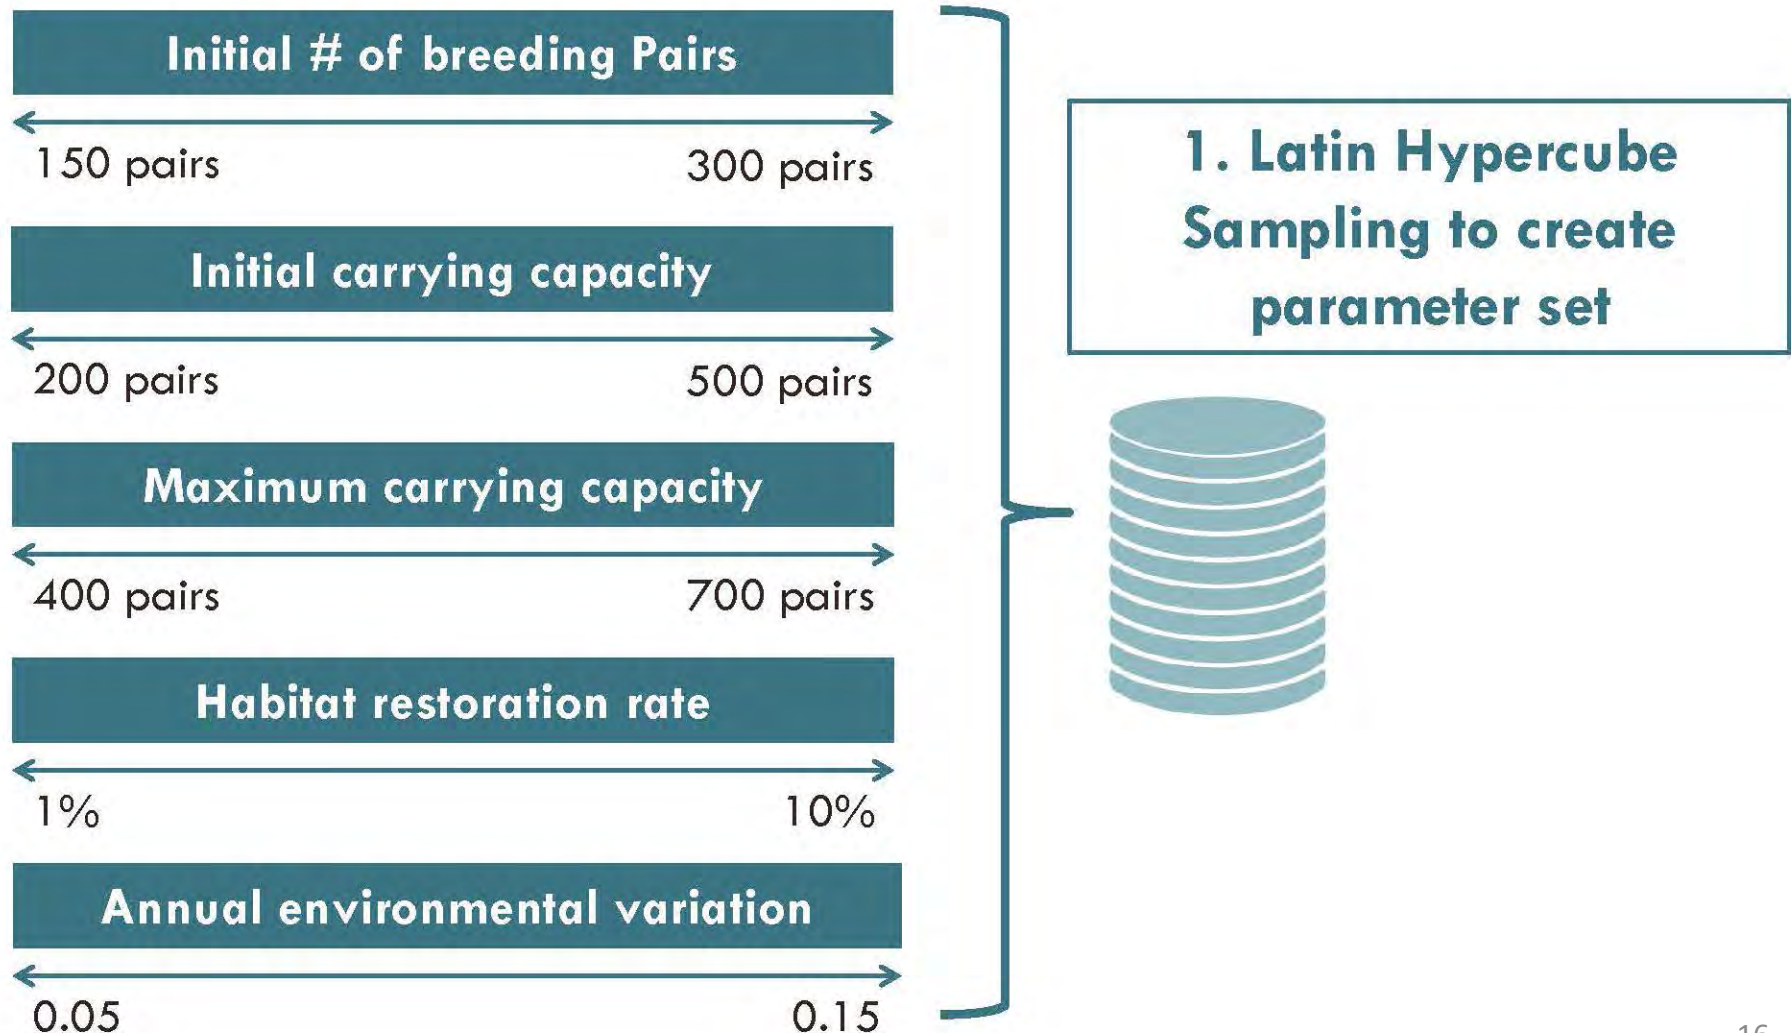 Initial # of breeding Pairs
150 pairs 300 pairs
Initial carrying capacity
200 pairs 500 pairs
Maximum carrying capacity
400 pairs 700 pairs
Habitat restoration rate
1% 10%
Annual environmental variation
0.05 0.15
1. Latin Hypercube
Sampling to create
parameter set
16